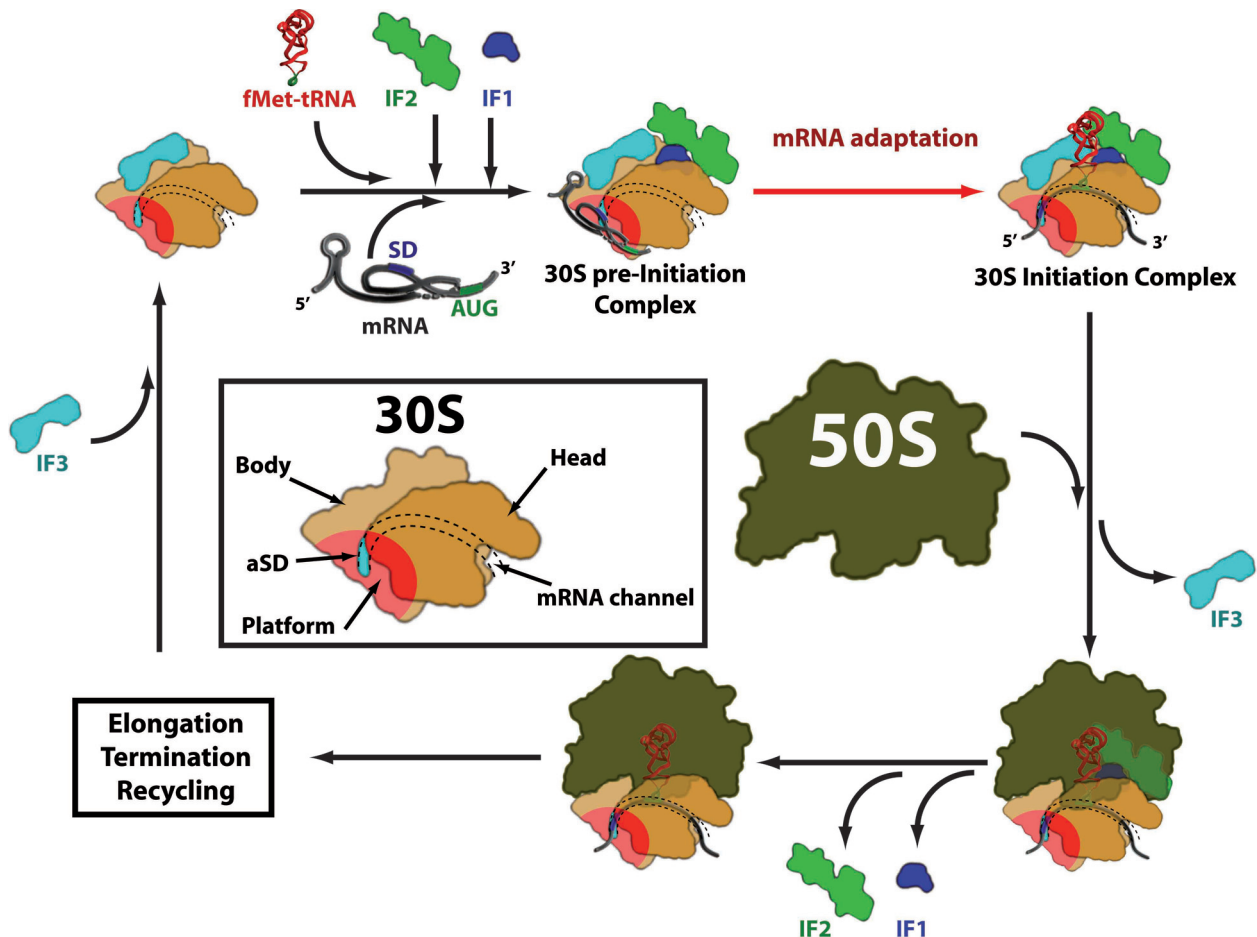 fMet-tRNA
IF2
IF1
mRNA adaptation
SD
5’
3’
AUG
mRNA
30S pre-Initiation
Complex
5’
3’
30S Initiation Complex
IF3
30S
Body
Head
aSD
mRNA channel
Platform
50S
IF3
Elongation
Termination
Recycling
IF2
IF1